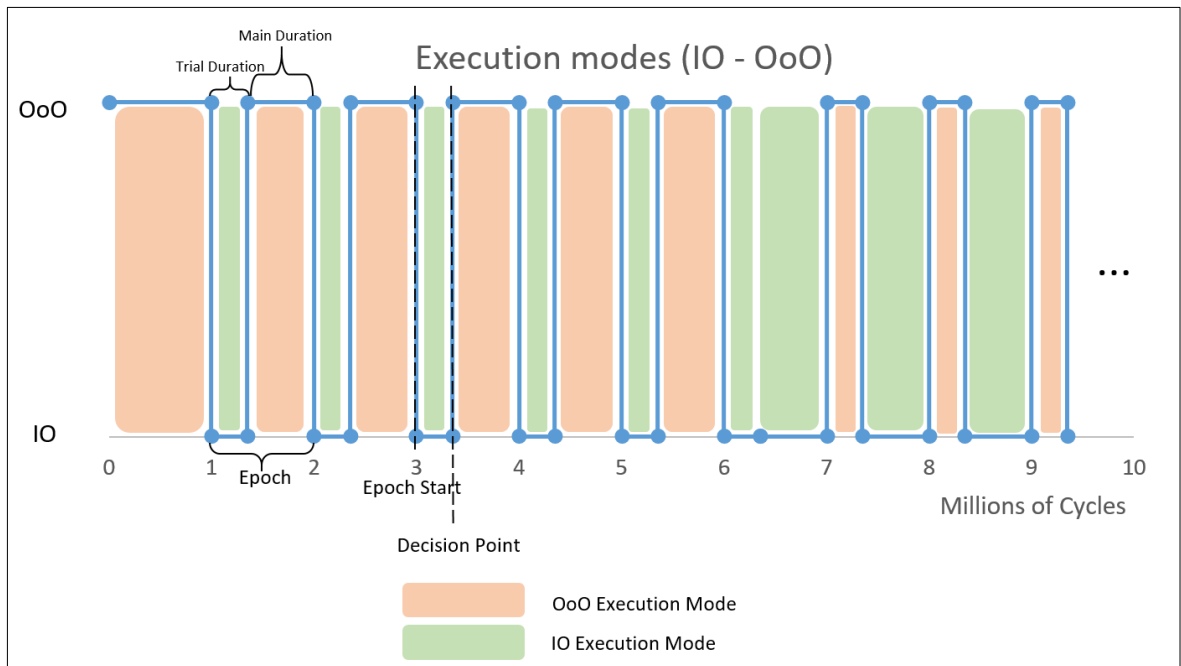 Main Duration
Execution modes (IO - OoO)
Trial Duration
OoO
IO
0 1 2 3 4 5 6 7 8 9 10
Epoch
Epoch Start
Millions of Cycles
Decision Point
...
OoO Execution Mode
IO Execution Mode